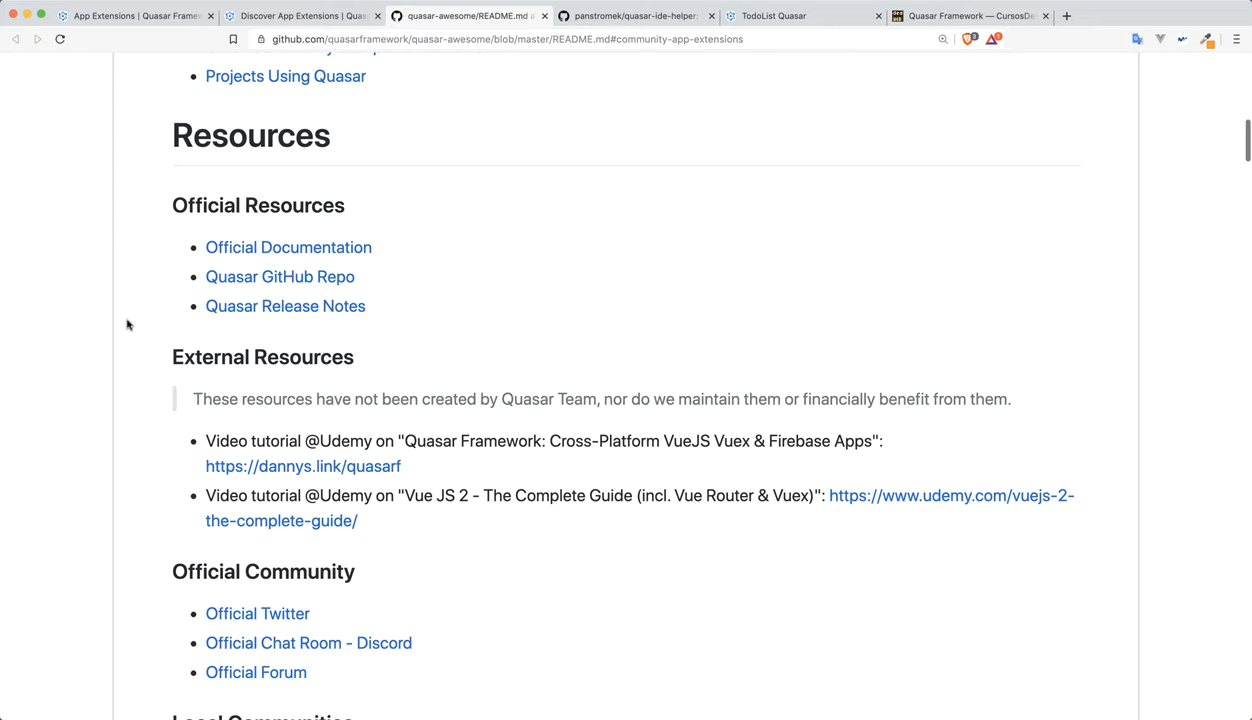 App Extensions | Quasar Framew
Discover App Extensions | Quas
quasar-awesome/README.md a
panstromek/quasar-ide-helper:
TodoList Quasar
Quasar Framework — CursosDe
github.com/quasarframework/quasar-awesome/blob/master/README.md#community-app-extensions
Projects Using Quasar
Resources
Official Resources
Official Documentation
Quasar GitHub Repo
Quasar Release Notes
External Resources
These resources have not been created by Quasar Team, nor do we maintain them or financially benefit from them.
Video tutorial @Udemy on "Quasar Framework: Cross-Platform VueJS Vuex & Firebase Apps":
https://dannys.link/quasarf
Video tutorial @Udemy on "Vue JS 2 - The Complete Guide (incl. Vue Router & Vuex)": https://www.udemy.com/vuejs-2-
the-complete-guide/
Official Community
Official Twitter
Official Chat Room - Discord
Official Forum
Local Communities